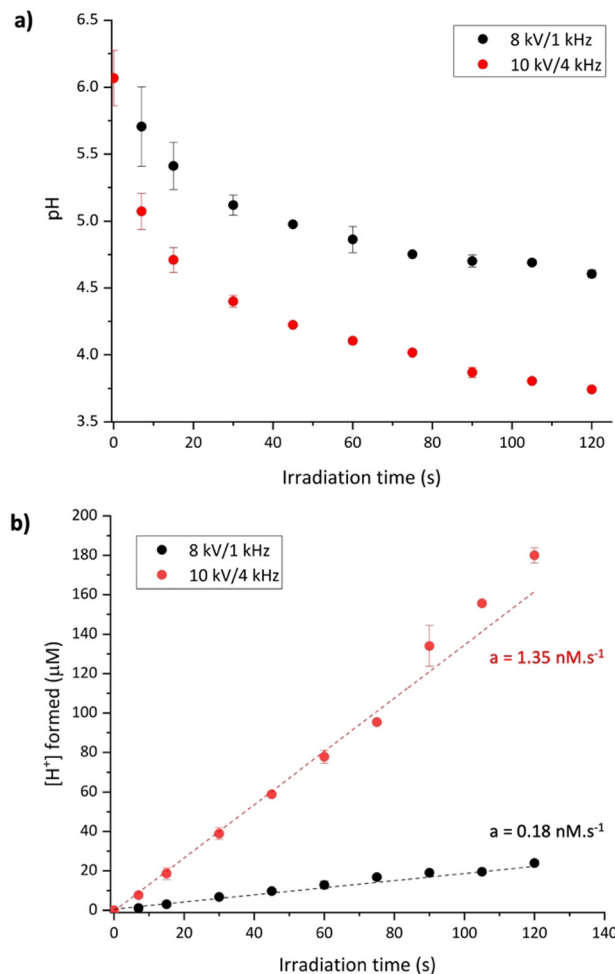 a)
6.5
6.0
5.5
5.0
4.5
4.0
3.5
pH
8 kV/1 kHz
10 kV/4 kHz
0 20 40 60 80 100 120
Irradiation time (s)
b)
200
180
160
140
120
100
80
60
40
20
0
[H⁺] formed (µM)
8 kV/1 kHz
10 kV/4 kHz
a = 1.35 nM.s⁻¹
a = 0.18 nM.s⁻¹
0 20 40 60 80 100 120 140
Irradiation time (s)